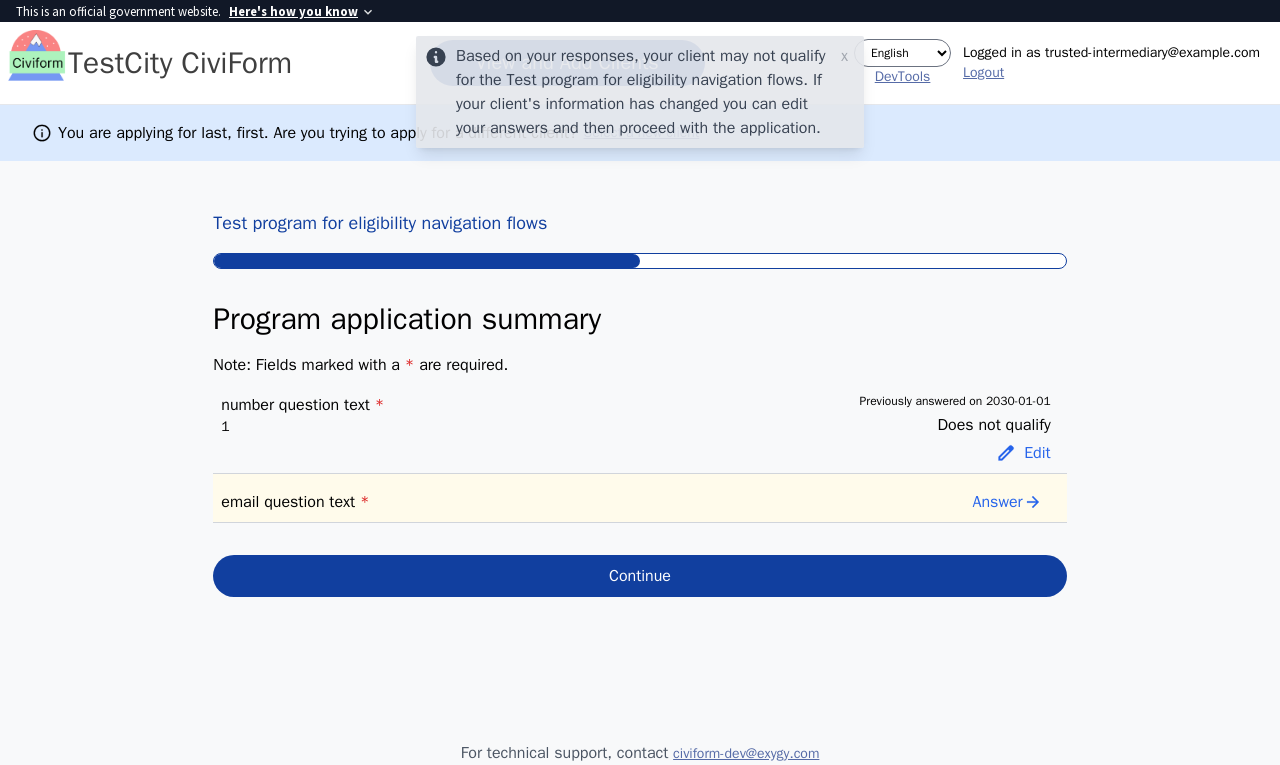 This is an official government website. Here's how you know
Civiform
TestCity CiviForm
Based on your responses, your client may not qualify
for the Test program for eligibility navigation flows. If
your client's information has changed you can edit
your answers and then proceed with the application.
x
English
DevTools
Logged in as trusted-intermediary@example.com
Logout
You are applying for last, first. Are you trying to apply for a different client?
Test program for eligibility navigation flows
Program application summary
Note: Fields marked with a * are required.
number question text *
1
Previously answered on 2030-01-01
Does not qualify
Edit
email question text *
Answer
Continue
For technical support, contact civiform-dev@exygy.com